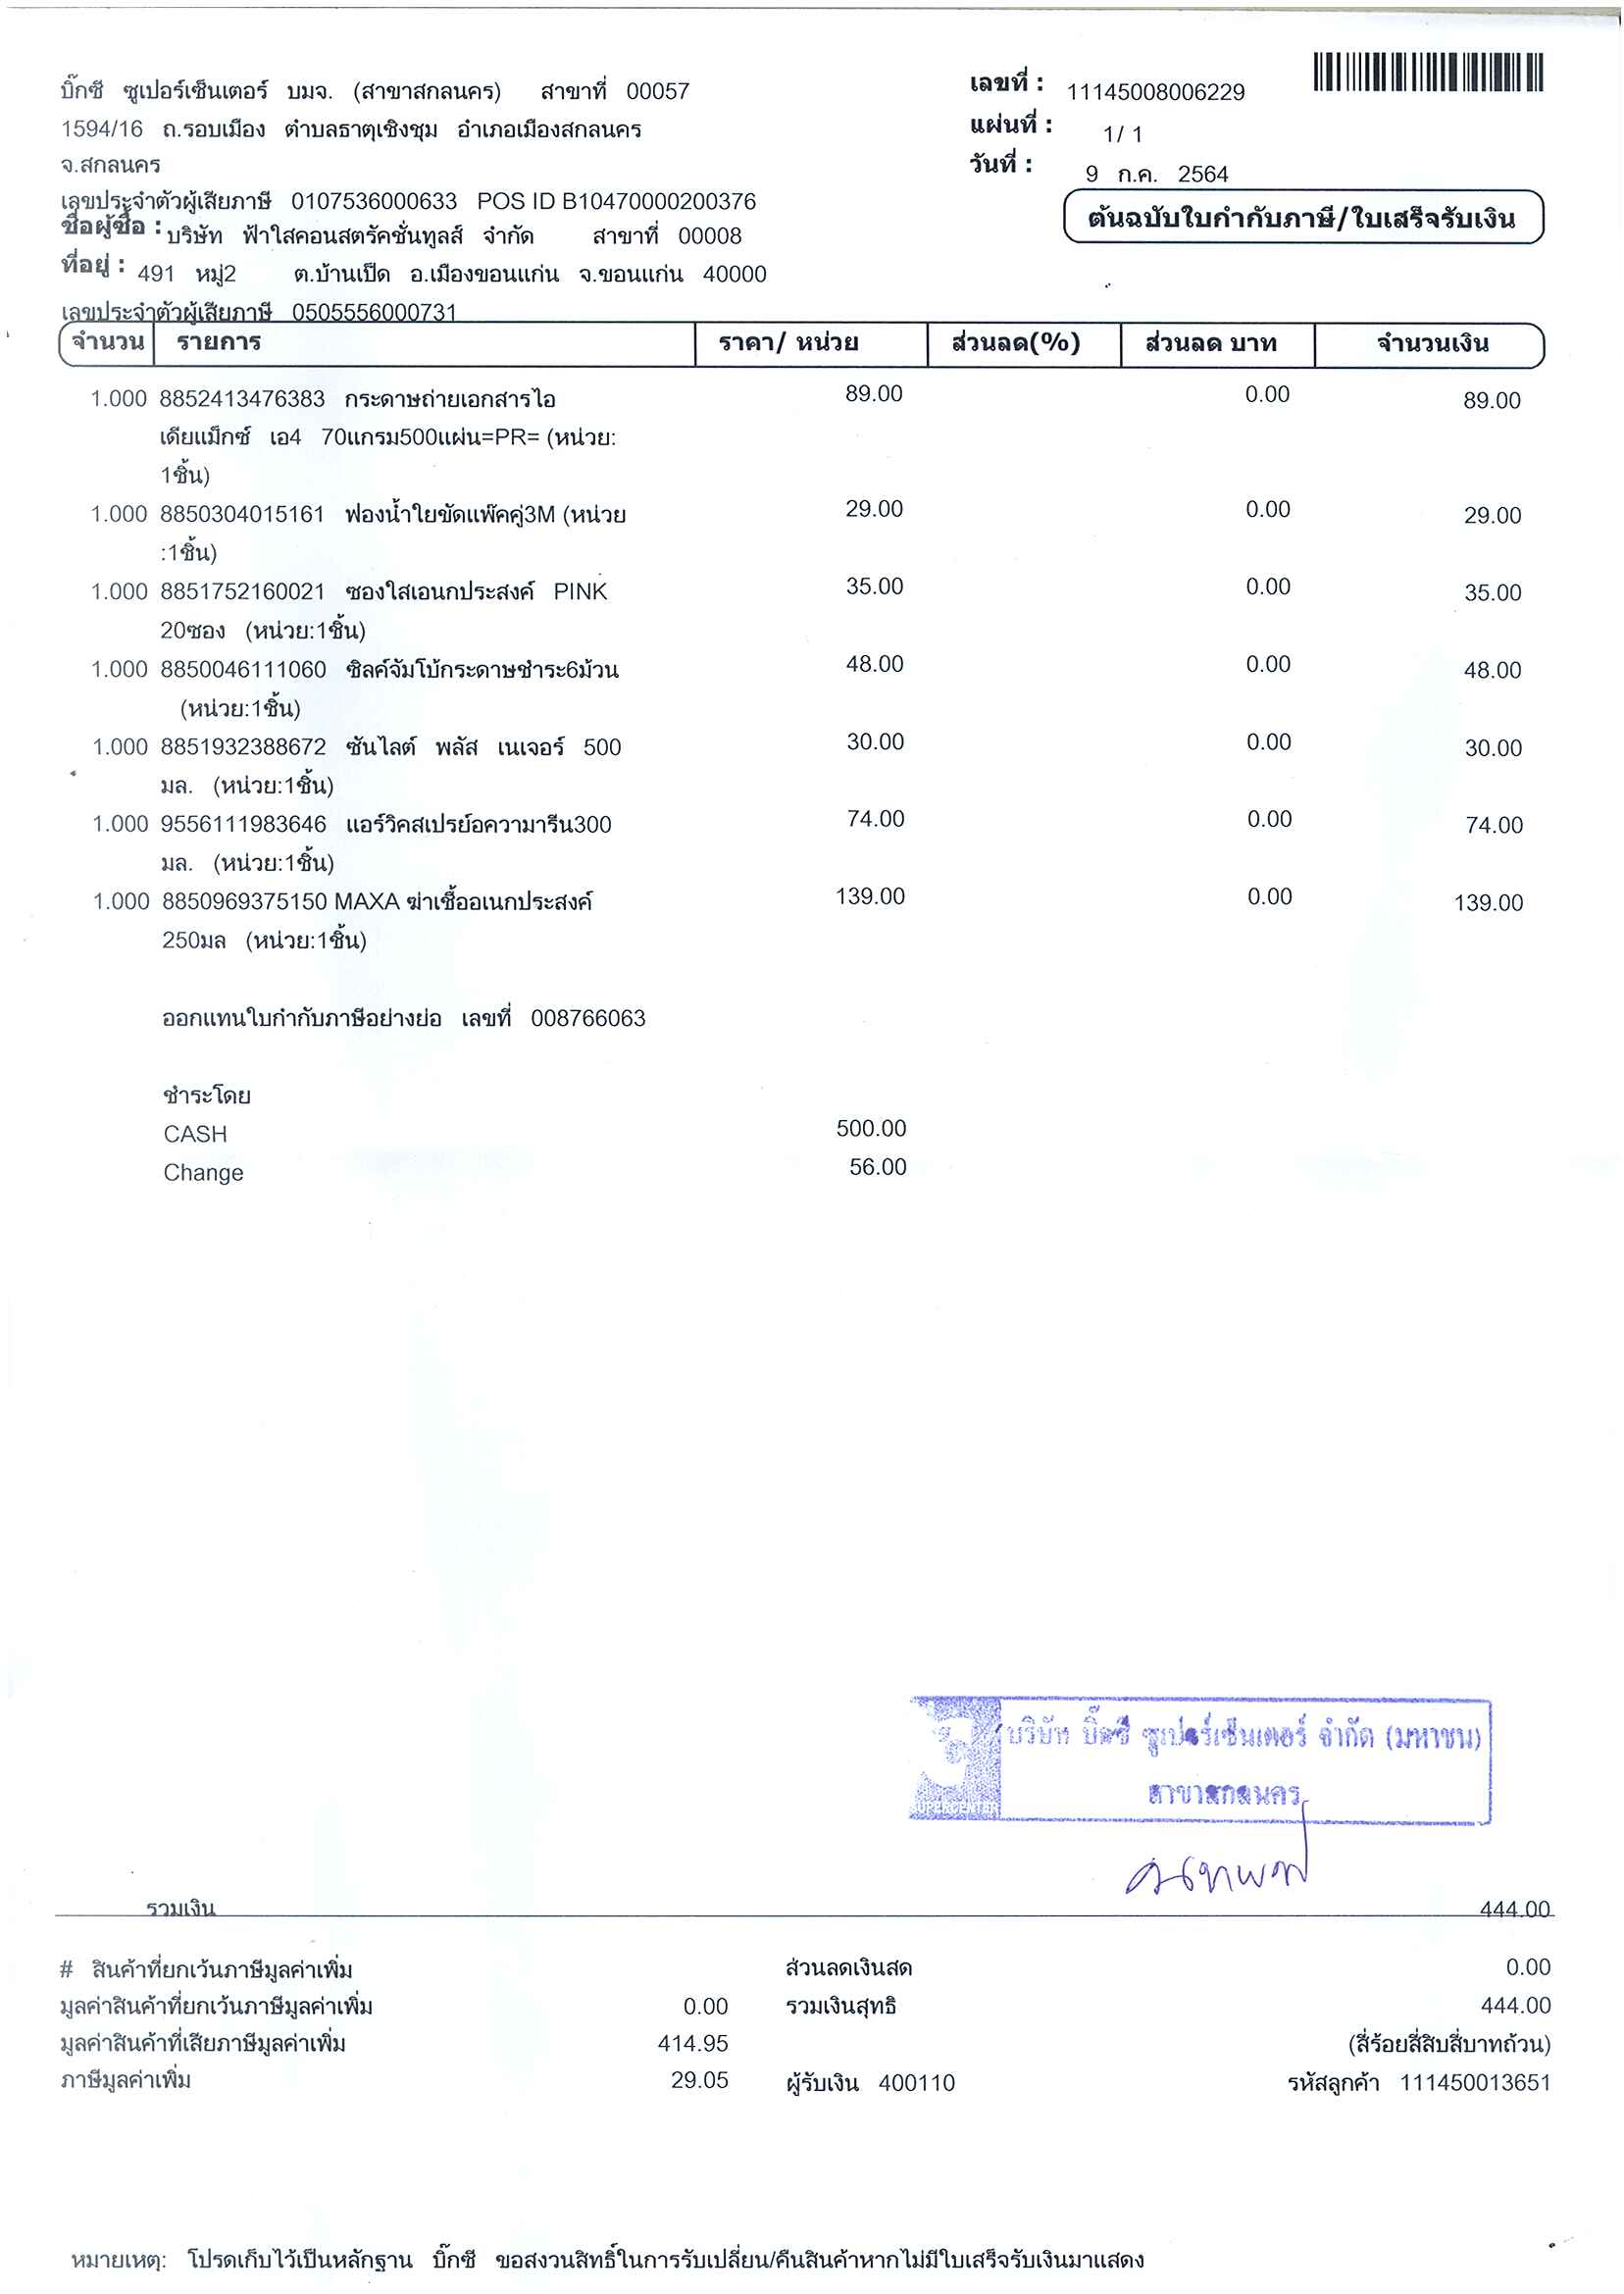 บิ๊กซี ซูเปอร์เซ็นเตอร์ บมจ. (สาขาสกลนคร) สาขาที่ 00057
1594/16 ถ.รอบเมือง ตำบลธาตุเชิงชุม อำเภอเมืองสกลนคร
จ.สกลนคร
เลขประจำตัวผู้เสียภาษี 0107536000633 POS ID B10470000200376
เลขที่ : 11145008006229
แผ่นที่ : 1/ 1
วันที่ : 9 ก.ค. 2564
ต้นฉบับใบกำกับภาษี/ใบเสร็จรับเงิน
ชื่อผู้ซื้อ : บริษัท ฟ้าใสคอนสตรัคชั่นทูลส์ จำกัด สาขาที่ 00008
ที่อยู่ : 491 หมู่2 ต.บ้านเป็ด อ.เมืองขอนแก่น จ.ขอนแก่น 40000
เลขประจำตัวผู้เสียภาษี 0505556000731
จำนวน รายการ ราคา/ หน่วย ส่วนลด(%) ส่วนลด บาท จำนวนเงิน
1.000 8852413476383 กระดาษถ่ายเอกสารไอ 89.00 0.00 89.00
เดียแม็กซ์ เอ4 70แกรม500แผ่น=PR= (หน่วย:
1ชิ้น)
1.000 8850304015161 ฟองน้ำใยขัดแพ๊คคู่3M (หน่วย 29.00 0.00 29.00
:1ชิ้น)
1.000 8851752160021 ซองใสเอนกประสงค์ PINK 35.00 0.00 35.00
20ซอง (หน่วย:1ชิ้น)
1.000 8850046111060 ซิลค์จัมโบ้กระดาษชำระ6ม้วน 48.00 0.00 48.00
(หน่วย:1ชิ้น)
1.000 8851932388672 ซันไลต์ พลัส เนเจอร์ 500 30.00 0.00 30.00
มล. (หน่วย:1ชิ้น)
1.000 9556111983646 แอร์วิคสเปรย์อความารีน300 74.00 0.00 74.00
มล. (หน่วย:1ชิ้น)
1.000 8850969375150 MAXA ฆ่าเชื้ออเนกประสงค์ 139.00 0.00 139.00
250มล (หน่วย:1ชิ้น)
ออกแทนใบกำกับภาษีอย่างย่อ เลขที่ 008766063
ชำระโดย
CASH 500.00
Change 56.00
บริษัท บิ๊กซี ซูเปอร์เซ็นเตอร์ จำกัด (มหาชน)
สาขาสกลนคร
SUPERCENTER
รวมเงิน 444.00
# สินค้าที่ยกเว้นภาษีมูลค่าเพิ่ม ส่วนลดเงินสด 0.00
มูลค่าสินค้าที่ยกเว้นภาษีมูลค่าเพิ่ม 0.00 รวมเงินสุทธิ 444.00
มูลค่าสินค้าที่เสียภาษีมูลค่าเพิ่ม 414.95 (สี่ร้อยสี่สิบสี่บาทถ้วน)
ภาษีมูลค่าเพิ่ม 29.05 ผู้รับเงิน 400110 รหัสลูกค้า 111450013651
หมายเหตุ: โปรดเก็บไว้เป็นหลักฐาน บิ๊กซี ขอสงวนสิทธิ์ในการรับเปลี่ยน/คืนสินค้าหากไม่มีใบเสร็จรับเงินมาแสดง